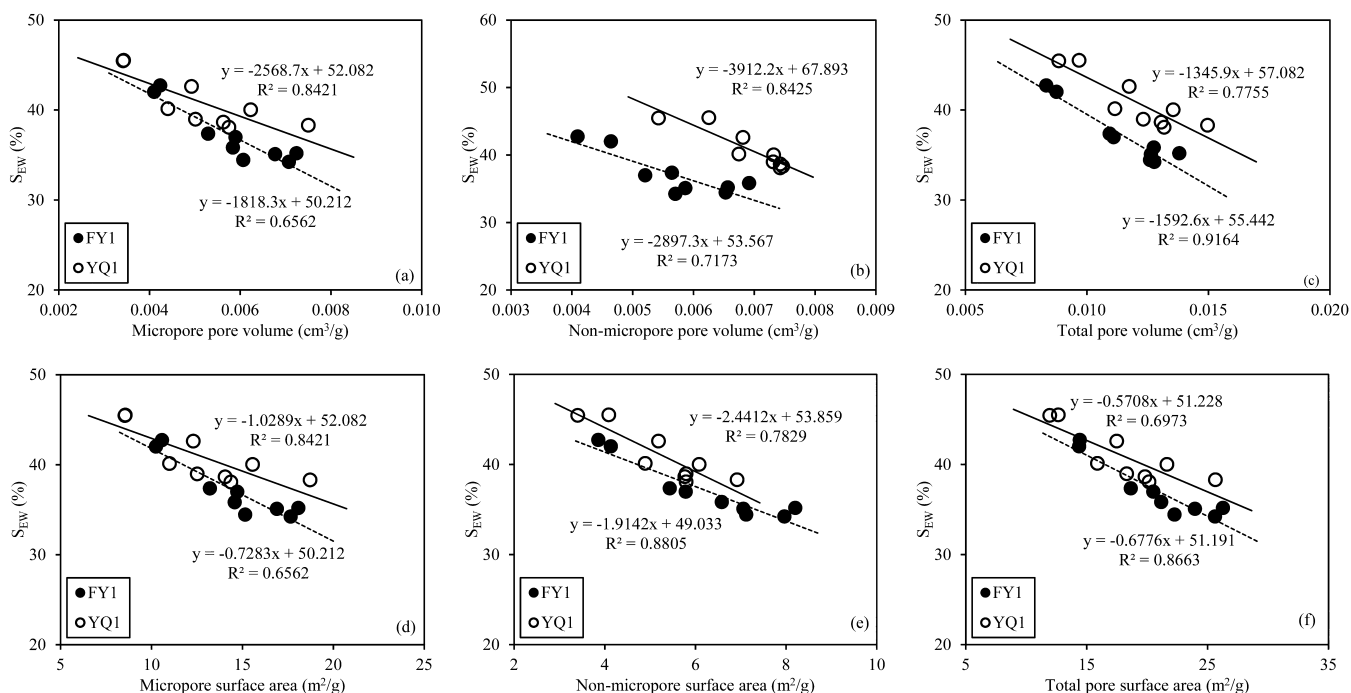 50
40
30
20
S_EW (%)
y = -2568.7x + 52.082
R² = 0.8421
y = -1818.3x + 50.212
R² = 0.6562
FY1
YQ1
(a)
0.002 0.004 0.006 0.008 0.010
Micropore pore volume (cm³/g)
60
50
40
30
20
S_EW (%)
y = -3912.2x + 67.893
R² = 0.8425
y = -2897.3x + 53.567
R² = 0.7173
FY1
YQ1
(b)
0.003 0.004 0.005 0.006 0.007 0.008 0.009
Non-micropore pore volume (cm³/g)
50
40
30
20
S_EW (%)
y = -1345.9x + 57.082
R² = 0.7755
y = -1592.6x + 55.442
R² = 0.9164
FY1
YQ1
(c)
0.005 0.010 0.015 0.020
Total pore volume (cm³/g)
50
40
30
20
S_EW (%)
y = -1.0289x + 52.082
R² = 0.8421
y = -0.7283x + 50.212
R² = 0.6562
FY1
YQ1
(d)
5 10 15 20 25
Micropore surface area (m²/g)
50
40
30
20
S_EW (%)
y = -2.4412x + 53.859
R² = 0.7829
y = -1.9142x + 49.033
R² = 0.8805
FY1
YQ1
(e)
2 4 6 8 10
Non-micropore surface area (m²/g)
50
40
30
20
S_EW (%)
y = -0.5708x + 51.228
R² = 0.6973
y = -0.6776x + 51.191
R² = 0.8663
FY1
YQ1
(f)
5 15 25 35
Total pore surface area (m²/g)